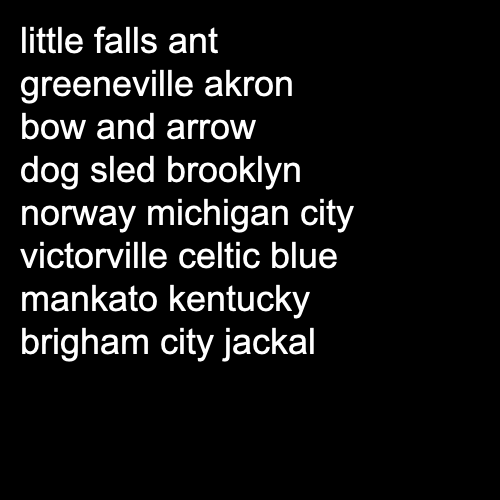 little falls ant
greeneville akron
bow and arrow
dog sled brooklyn
norway michigan city
victorville celtic blue
mankato kentucky
brigham city jackal